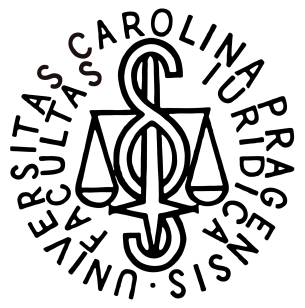 UNIVERSITAS CAROLINA PRAGENSIS ·
FACULTAS IURIDICA